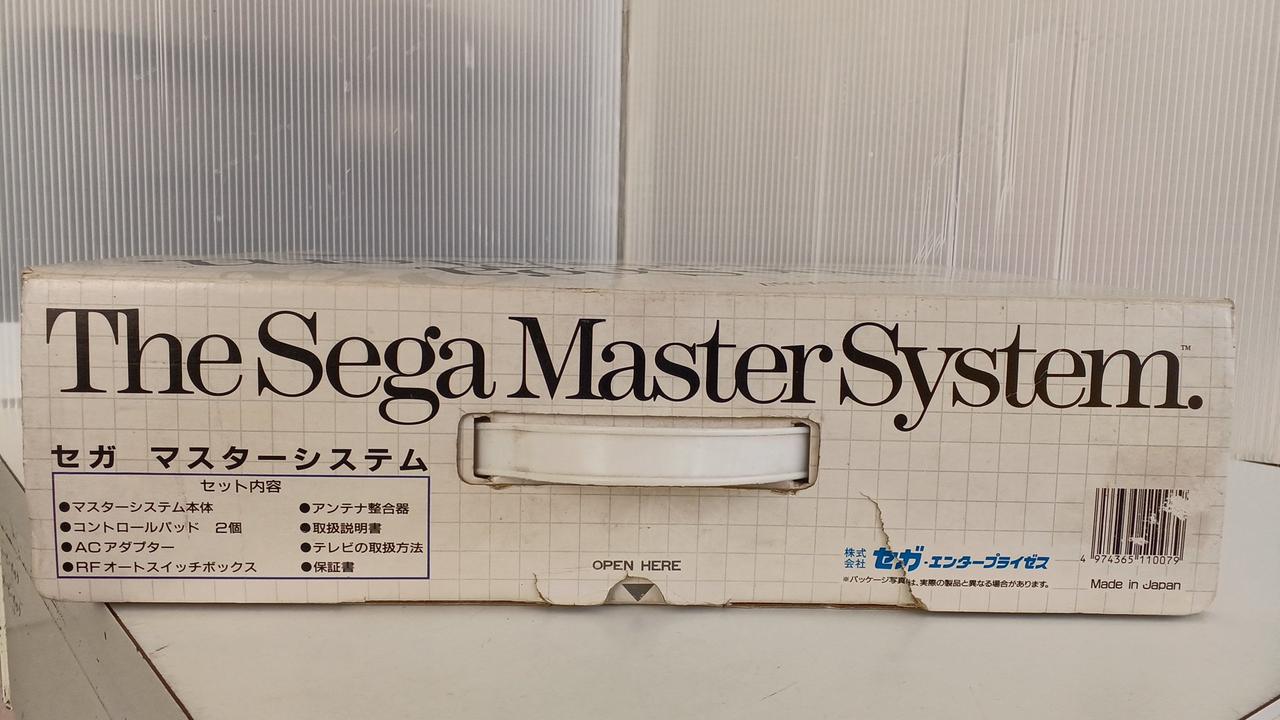 The Sega Master System.™
セガ マスターシステム
セット内容
●マスターシステム本体
●コントロールパッド 2個
●ACアダプター
●RFオートスイッチボックス
●アンテナ整合器
●取扱説明書
●テレビの取扱方法
●保証書
OPEN HERE
株式会社 セガ・エンタープライゼス
※パッケージ写真は、実際の製品と異なる場合があります。
4 974365 110079
Made in Japan